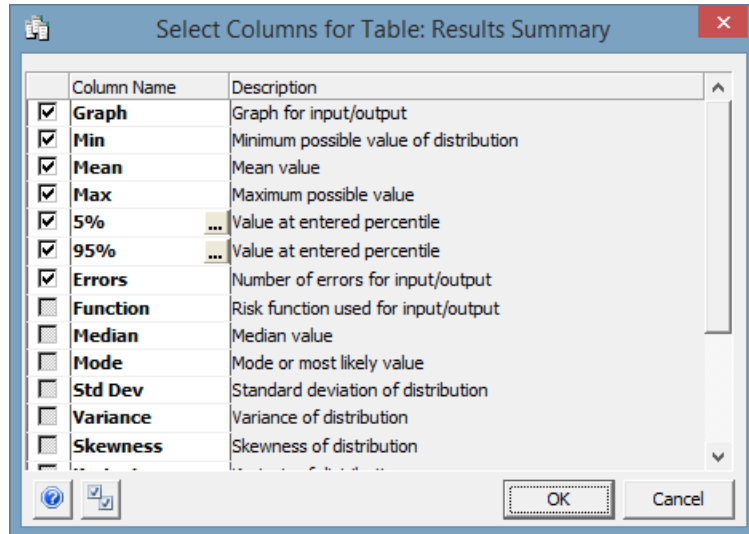 Select Columns for Table: Results Summary
Column Name Description
Graph Graph for input/output
Min Minimum possible value of distribution
Mean Mean value
Max Maximum possible value
5% ... Value at entered percentile
95% ... Value at entered percentile
Errors Number of errors for input/output
Function Risk function used for input/output
Median Median value
Mode Mode or most likely value
Std Dev Standard deviation of distribution
Variance Variance of distribution
Skewness Skewness of distribution
OK Cancel